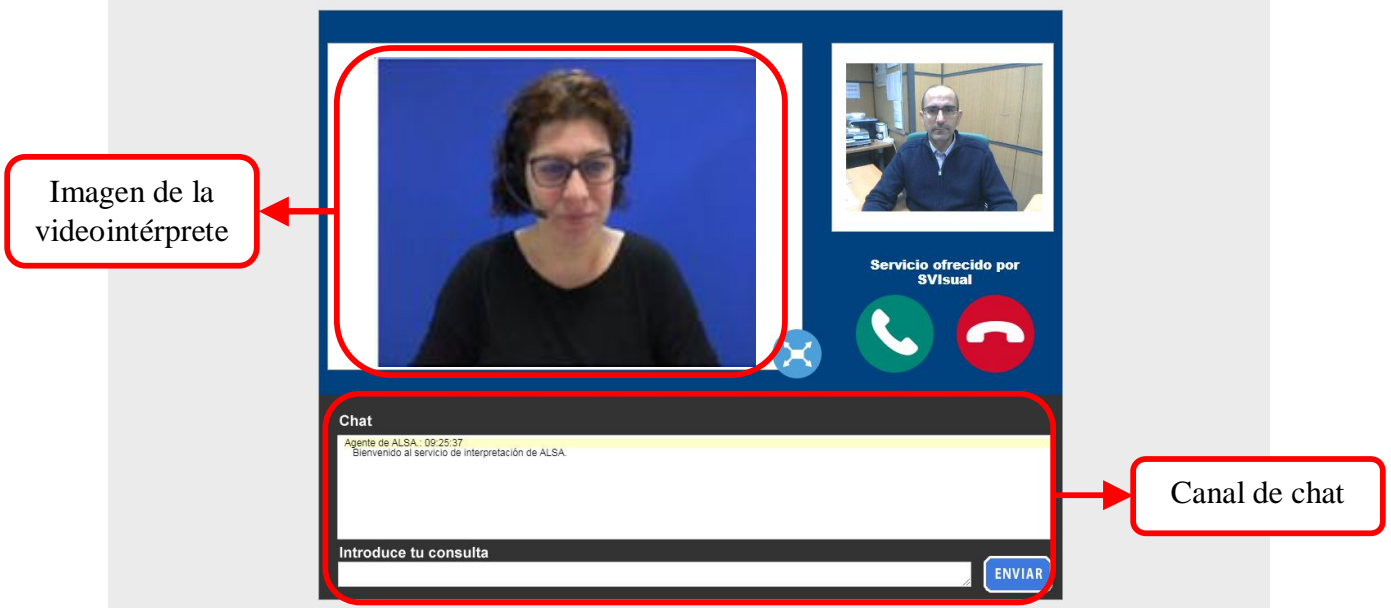 Imagen de la
videointérprete
Servicio ofrecido por
SVIsual
Chat
Agente de ALSA.: 09:25:37
Bienvenido al servicio de interpretación de ALSA.
Canal de chat
Introduce tu consulta
ENVIAR